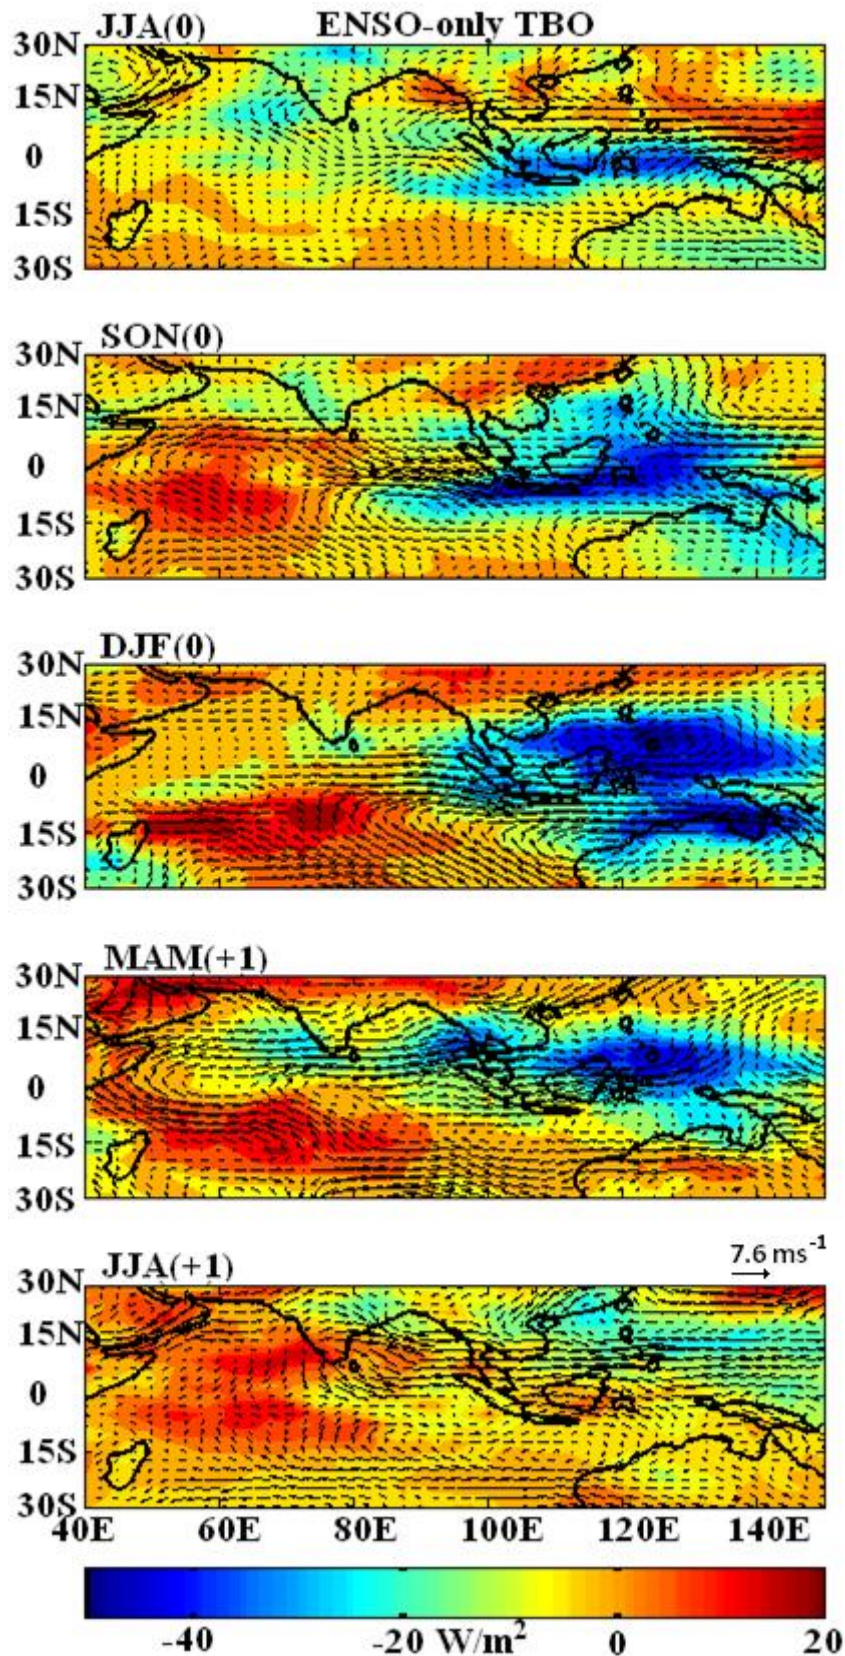 JJA(0) ENSO-only TBO
30N
15N
0
15S
30S
SON(0)
30N
15N
0
15S
30S
DJF(0)
30N
15N
0
15S
30S
MAM(+1)
30N
15N
0
15S
30S
JJA(+1) 7.6 ms⁻¹
30N
15N
0
15S
30S
40E 60E 80E 100E 120E 140E
-40 -20 W/m² 0 20